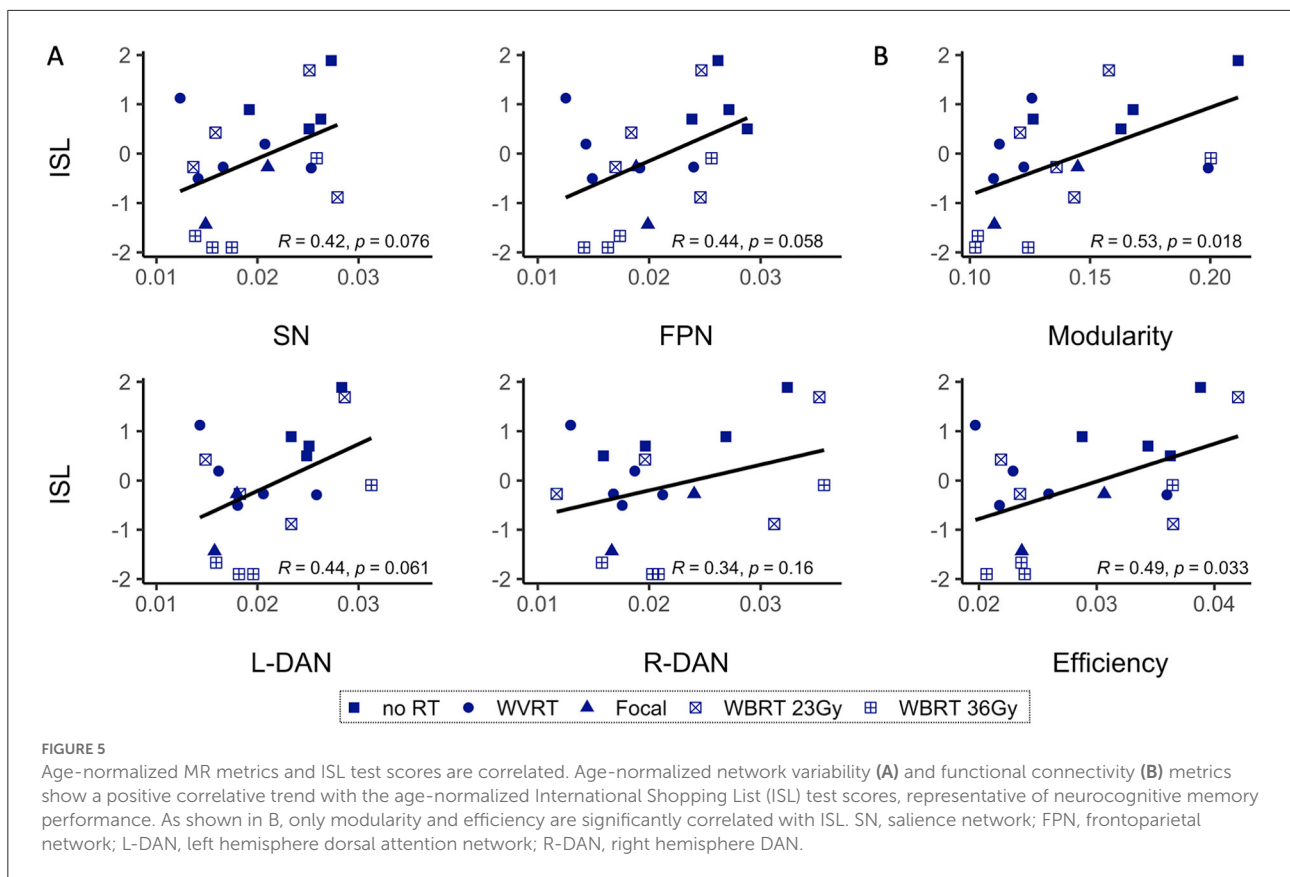 A
B
ISL
2
1
0
-1
-2
R = 0.42, p = 0.076
0.01 0.02 0.03
SN
2
1
0
-1
-2
R = 0.44, p = 0.058
0.01 0.02 0.03
FPN
2
1
0
-1
-2
R = 0.53, p = 0.018
0.10 0.15 0.20
Modularity
ISL
2
1
0
-1
-2
R = 0.44, p = 0.061
0.01 0.02 0.03
L-DAN
2
1
0
-1
-2
R = 0.34, p = 0.16
0.01 0.02 0.03
R-DAN
2
1
0
-1
-2
R = 0.49, p = 0.033
0.02 0.03 0.04
Efficiency
no RT WVRT Focal WBRT 23Gy WBRT 36Gy
FIGURE 5
Age-normalized MR metrics and ISL test scores are correlated. Age-normalized network variability (A) and functional connectivity (B) metrics
show a positive correlative trend with the age-normalized International Shopping List (ISL) test scores, representative of neurocognitive memory
performance. As shown in B, only modularity and efficiency are significantly correlated with ISL. SN, salience network; FPN, frontoparietal
network; L-DAN, left hemisphere dorsal attention network; R-DAN, right hemisphere DAN.